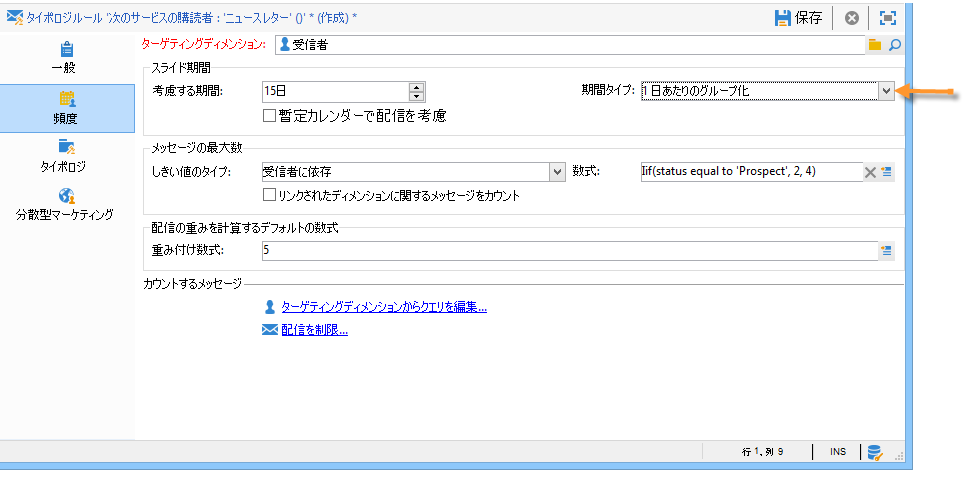 タイポロジルール '次のサービスの購読者 : 'ニュースレター' ()' * (作成) *
保存
一般
頻度
タイポロジ
分散型マーケティング
ターゲティングディメンション:
受信者
スライド期間
考慮する期間: 15日 期間タイプ: 1 日あたりのグループ化
暫定カレンダーで配信を考慮
メッセージの最大数
しきい値のタイプ: 受信者に依存 数式: Iif(status equal to 'Prospect', 2, 4)
リンクされたディメンションに関するメッセージをカウント
配信の重みを計算するデフォルトの数式
重み付け数式: 5
カウントするメッセージ
ターゲティングディメンションからクエリを編集...
配信を制限...
行 1, 列 9 INS